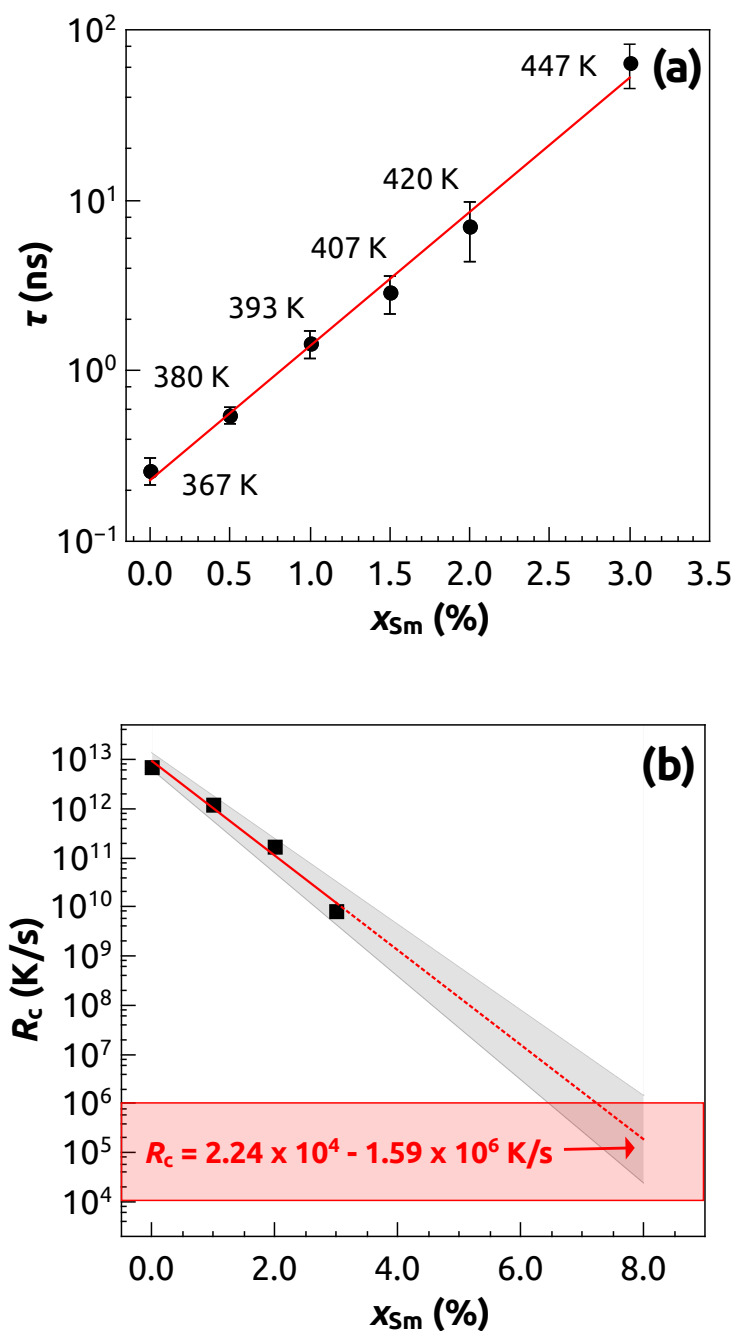 10²
447 K
(a)
420 K
10¹
407 K
τ (ns)
393 K
10⁰
380 K
367 K
10⁻¹
0.0 0.5 1.0 1.5 2.0 2.5 3.0 3.5
xSm (%)
(b)
10¹³
10¹²
10¹¹
10¹⁰
10⁹
Rc (K/s)
10⁸
10⁷
10⁶
Rc = 2.24 x 10⁴ - 1.59 x 10⁶ K/s
10⁵
10⁴
0.0 2.0 4.0 6.0 8.0
xSm (%)